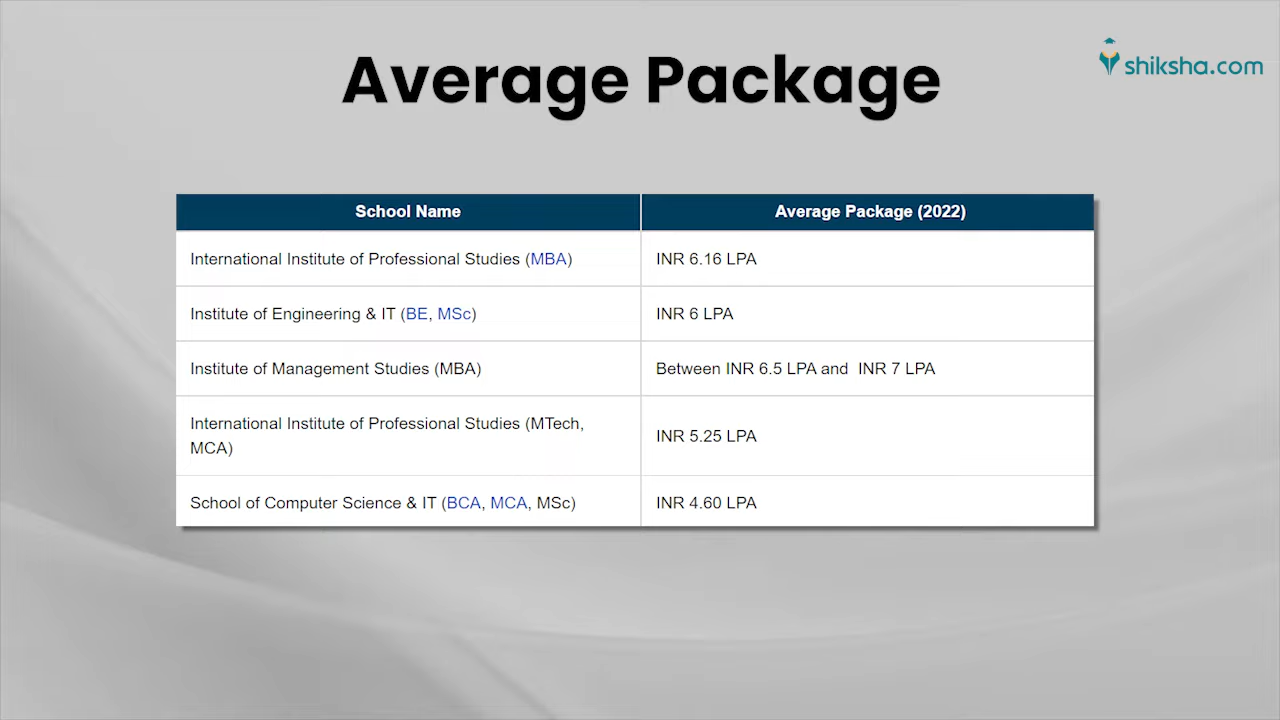 Average Package
shiksha.com
School Name
Average Package (2022)
International Institute of Professional Studies (MBA)
INR 6.16 LPA
Institute of Engineering & IT (BE, MSc)
INR 6 LPA
Institute of Management Studies (MBA)
Between INR 6.5 LPA and  INR 7 LPA
International Institute of Professional Studies (MTech,
MCA)
INR 5.25 LPA
School of Computer Science & IT (BCA, MCA, MSc)
INR 4.60 LPA